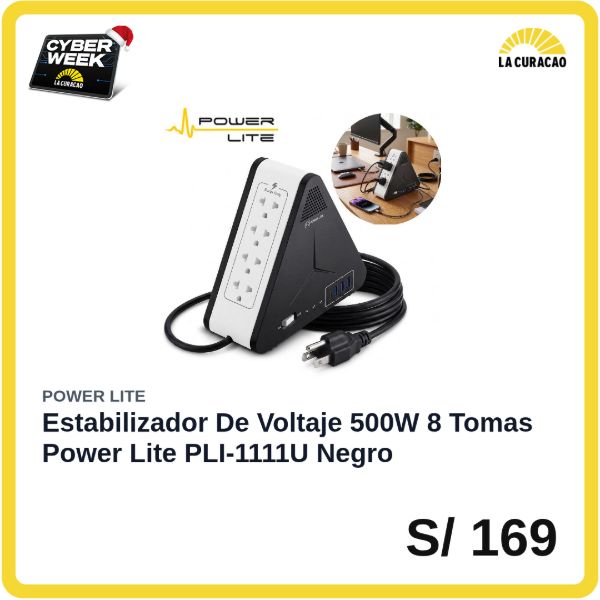 CYBER
WEEK
LA CURACAO
LA CURACAO
POWER
LITE
POWER LITE
Estabilizador De Voltaje 500W 8 Tomas
Power Lite PLI-1111U Negro
S/ 169